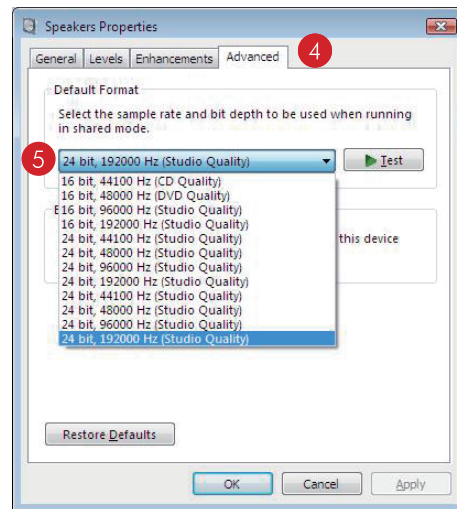 Speakers Properties
General Levels Enhancements Advanced
4
Default Format
Select the sample rate and bit depth to be used when running
in shared mode.
5
24 bit, 192000 Hz (Studio Quality)
Test
16 bit, 44100 Hz (CD Quality)
16 bit, 48000 Hz (DVD Quality)
E 16 bit, 96000 Hz (Studio Quality)
16 bit, 192000 Hz (Studio Quality)
24 bit, 44100 Hz (Studio Quality) this device
24 bit, 48000 Hz (Studio Quality)
24 bit, 96000 Hz (Studio Quality)
24 bit, 192000 Hz (Studio Quality)
24 bit, 44100 Hz (Studio Quality)
24 bit, 48000 Hz (Studio Quality)
24 bit, 96000 Hz (Studio Quality)
24 bit, 192000 Hz (Studio Quality)
Restore Defaults
OK Cancel Apply